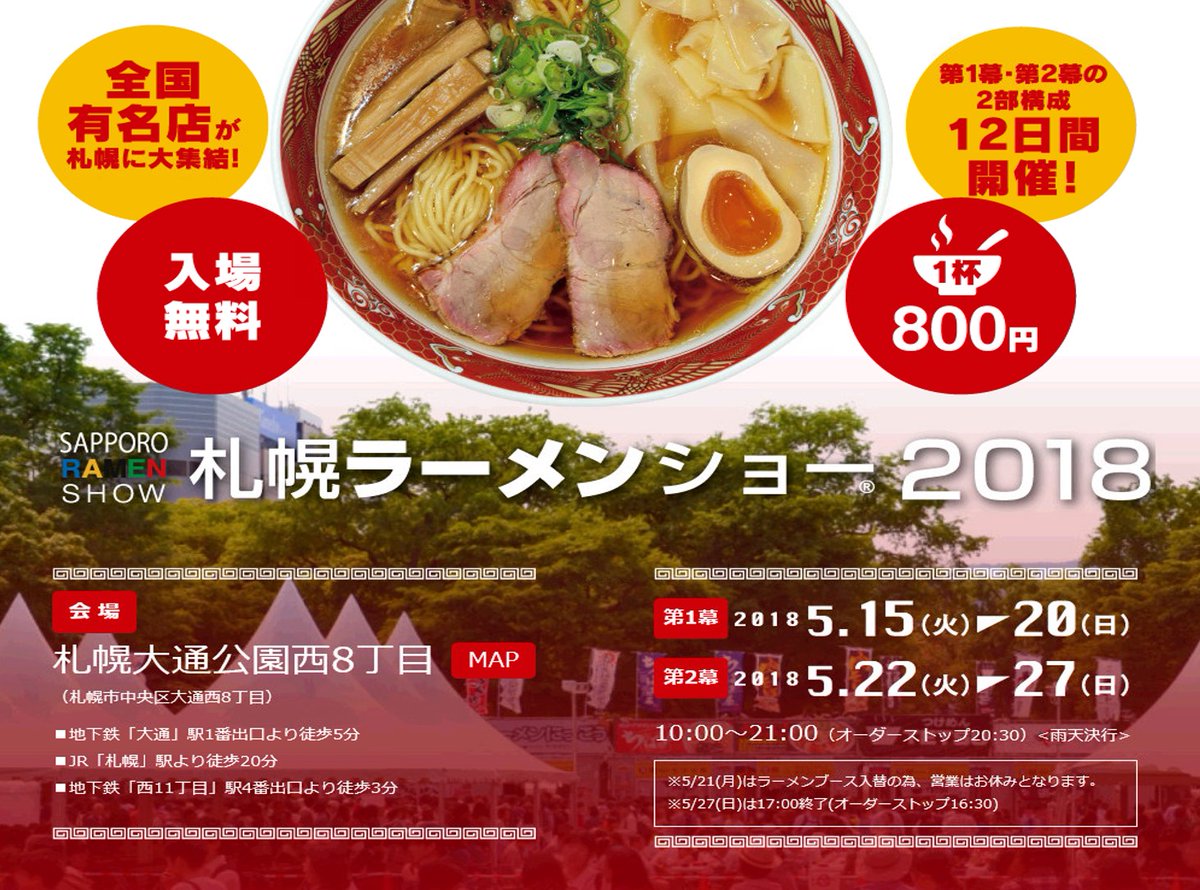 全国
有名店が
札幌に大集結!
第1幕・第2幕の
2部構成
12日間
開催!
入場
無料
1杯
800円
SAPPORO
RAMEN
SHOW
札幌ラーメンショー® 2018
会場
札幌大通公園西8丁目 MAP
（札幌市中央区大通西8丁目）
■地下鉄「大通」駅1番出口より徒歩5分
■JR「札幌」駅より徒歩20分
■地下鉄「西11丁目」駅4番出口より徒歩3分
第1幕 2018 5.15(火)►20(日)
第2幕 2018 5.22(火)►27(日)
10:00～21:00（オーダーストップ20:30）<雨天決行>
※5/21(月)はラーメンブース入替の為、営業はお休みとなります。
※5/27(日)は17:00終了(オーダーストップ16:30)
つけめん